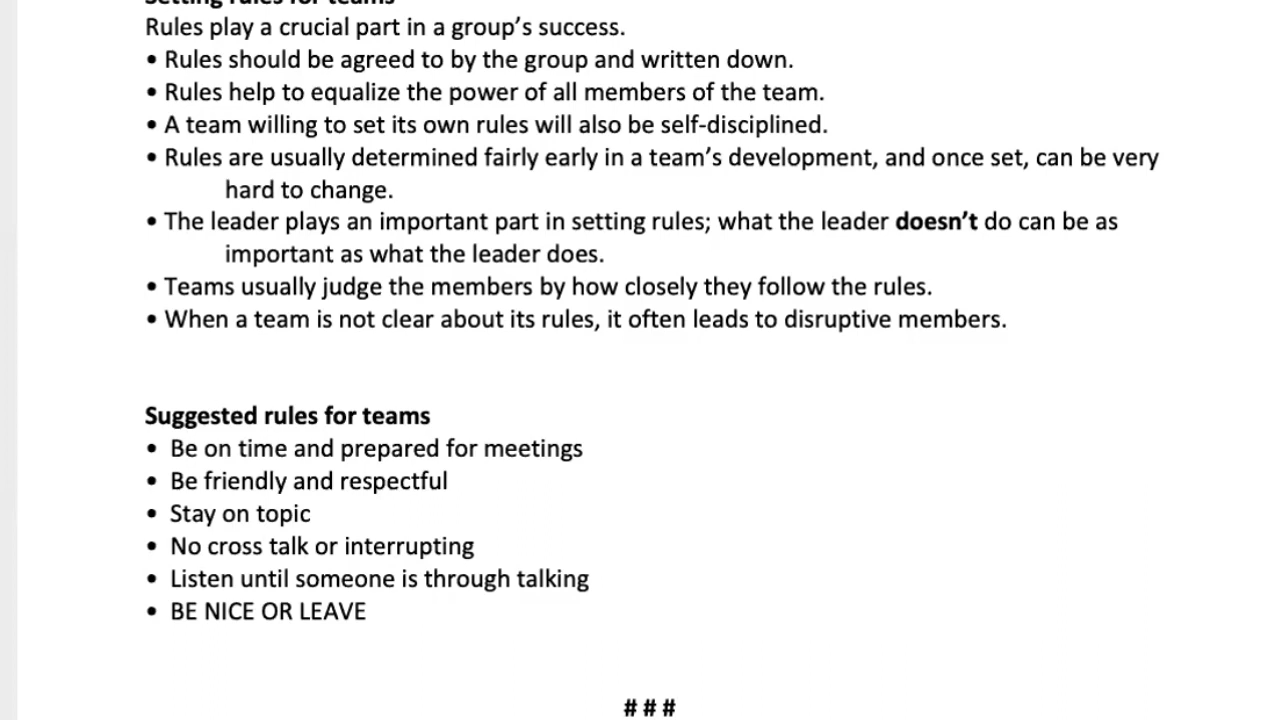 Setting rules for teams
Rules play a crucial part in a group’s success.
• Rules should be agreed to by the group and written down.
• Rules help to equalize the power of all members of the team.
• A team willing to set its own rules will also be self-disciplined.
• Rules are usually determined fairly early in a team’s development, and once set, can be very
hard to change.
• The leader plays an important part in setting rules; what the leader doesn’t do can be as
important as what the leader does.
• Teams usually judge the members by how closely they follow the rules.
• When a team is not clear about its rules, it often leads to disruptive members.
Suggested rules for teams
• Be on time and prepared for meetings
• Be friendly and respectful
• Stay on topic
• No cross talk or interrupting
• Listen until someone is through talking
• BE NICE OR LEAVE
# # #